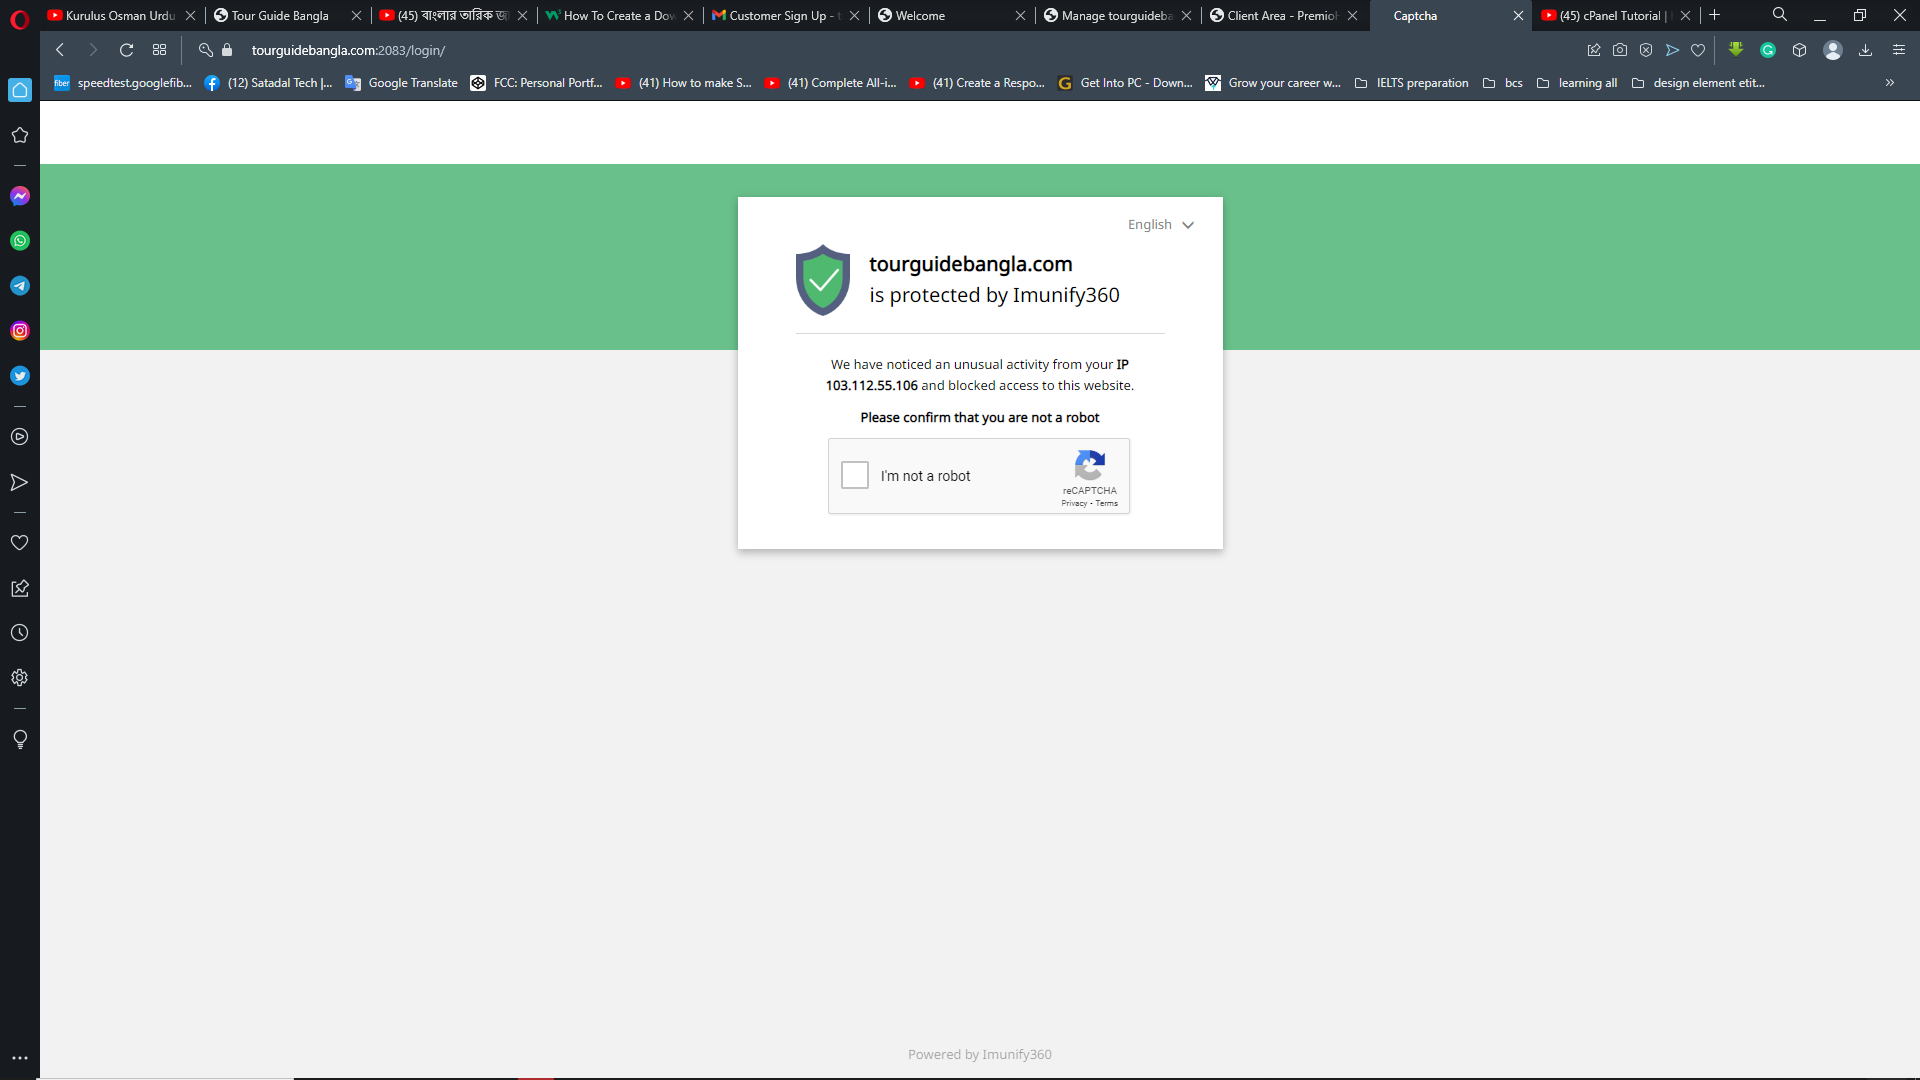 Kurulus Osman Urdu
Tour Guide Bangla
(45) বাংলার তারিক জা
How To Create a Dow
Customer Sign Up - t
Welcome
Manage tourguideba
Client Area - Premiol
Captcha
(45) cPanel Tutorial |
tourguidebangla.com:2083/login/
fiber
speedtest.googlefib...
(12) Satadal Tech |...
Google Translate
FCC: Personal Portf...
(41) How to make S...
(41) Complete All-i...
(41) Create a Respo...
Get Into PC - Down...
Grow your career w...
IELTS preparation
bcs
learning all
design element etit...
English
tourguidebangla.com
is protected by Imunify360
We have noticed an unusual activity from your IP
103.112.55.106 and blocked access to this website.
Please confirm that you are not a robot
I'm not a robot
reCAPTCHA
Privacy - Terms
Powered by Imunify360